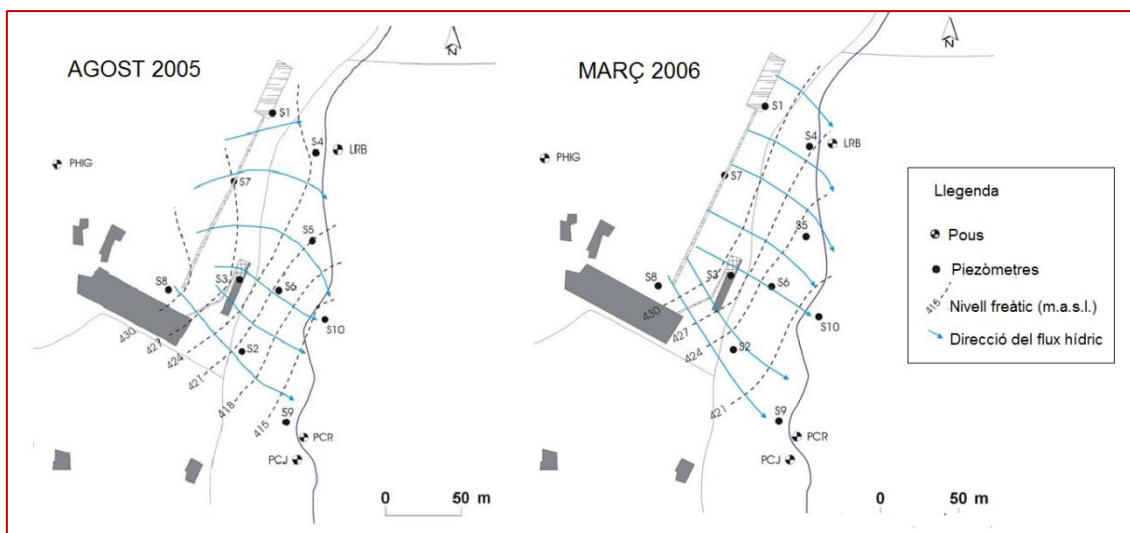 AGOST 2005
N
S1
S4
LRB
PHIG
S7
S5
S8
S3
S6
S10
430
427
424
S2
421
418
415
S9
PCR
PCJ
0 50 m
MARÇ 2006
N
S1
S4
LRB
PHIG
S7
S5
S8
S3
S6
S10
430
427
424
S2
421
S9
PCR
PCJ
0 50 m
Llegenda
Pous
Piezòmetres
415 Nivell freàtic (m.a.s.l.)
Direcció del flux hídric